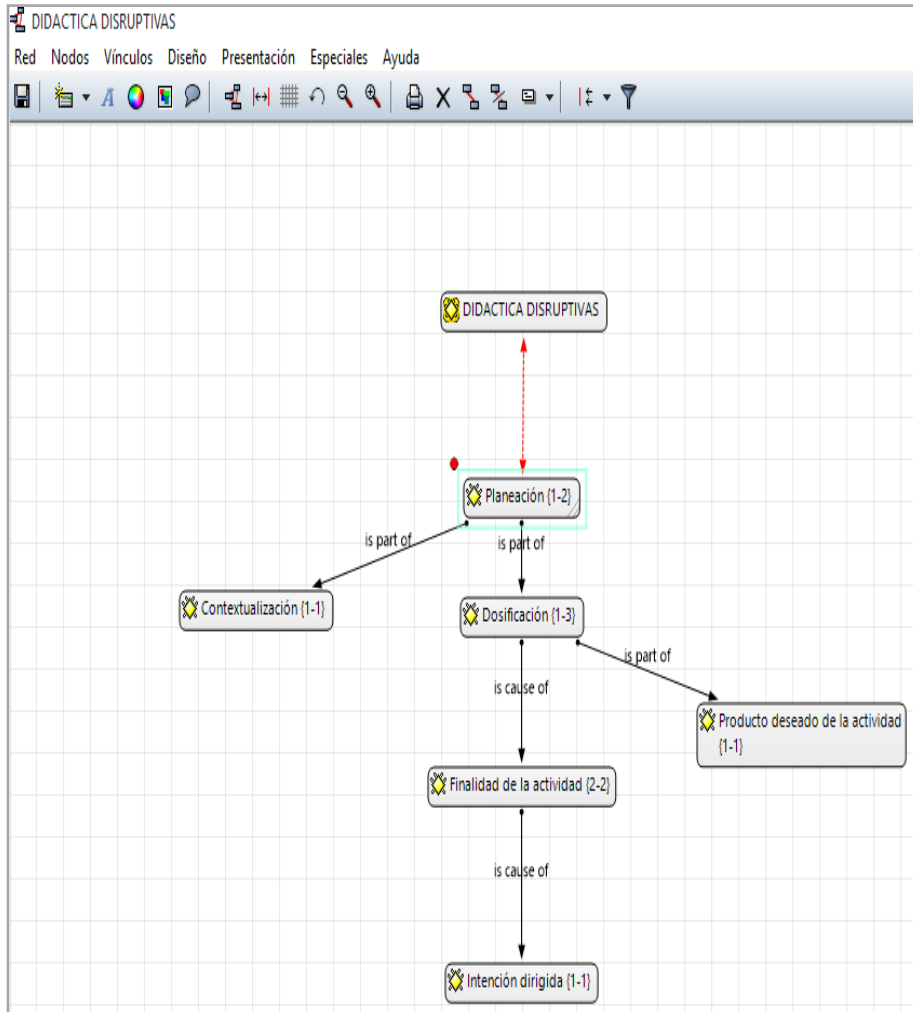 DIDACTICA DISRUPTIVAS
Red Nodos Vínculos Diseño Presentación Especiales Ayuda
DIDACTICA DISRUPTIVAS
Planeación {1-2}
is part of
is part of
Contextualización {1-1}
Dosificación {1-3}
is part of
is cause of
Producto deseado de la actividad
{1-1}
Finalidad de la actividad {2-2}
is cause of
Intención dirigida {1-1}